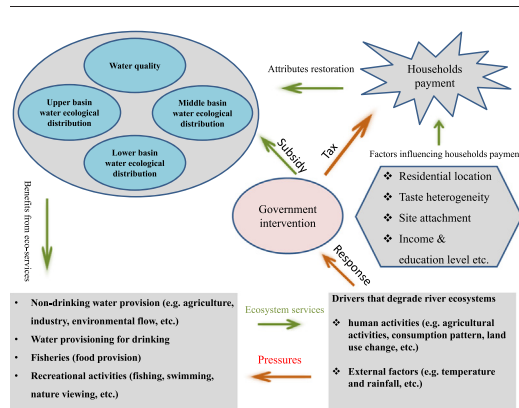 Water quality
Upper basin
water ecological
distribution
Middle basin
water ecological
distribution
Lower basin
water ecological
distribution
Attributes restoration
Households
payment
Subsidy
Tax
Factors influencing households paymen
❖ Residential location
❖ Taste heterogeneity
❖ Site attachment
❖ Income &
education level etc.
Government
intervention
Benefits from eco-services
Response
• Non-drinking water provision (e.g. agriculture,
industry, environmental flow, etc.)
• Water provisioning for drinking
• Fisheries (food provision)
• Recreational activities (fishing, swimming,
nature viewing, etc.)
Ecosystem services
Pressures
Drivers that degrade river ecosystems
❖ human activities (e.g. agricultural
activities, consumption pattern, land
use change, etc.)
❖ External factors (e.g. temperature
and rainfall, etc.)